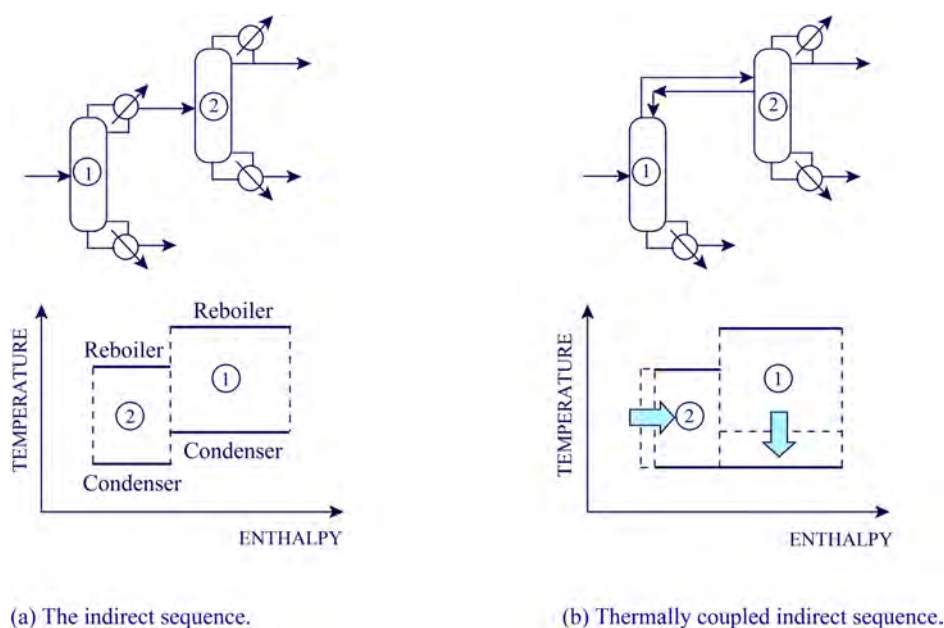 2
1
2
1
Reboiler
Reboiler
1
2
Condenser
Condenser
TEMPERATURE
ENTHALPY
1
2
TEMPERATURE
ENTHALPY
(a) The indirect sequence.
(b) Thermally coupled indirect sequence.